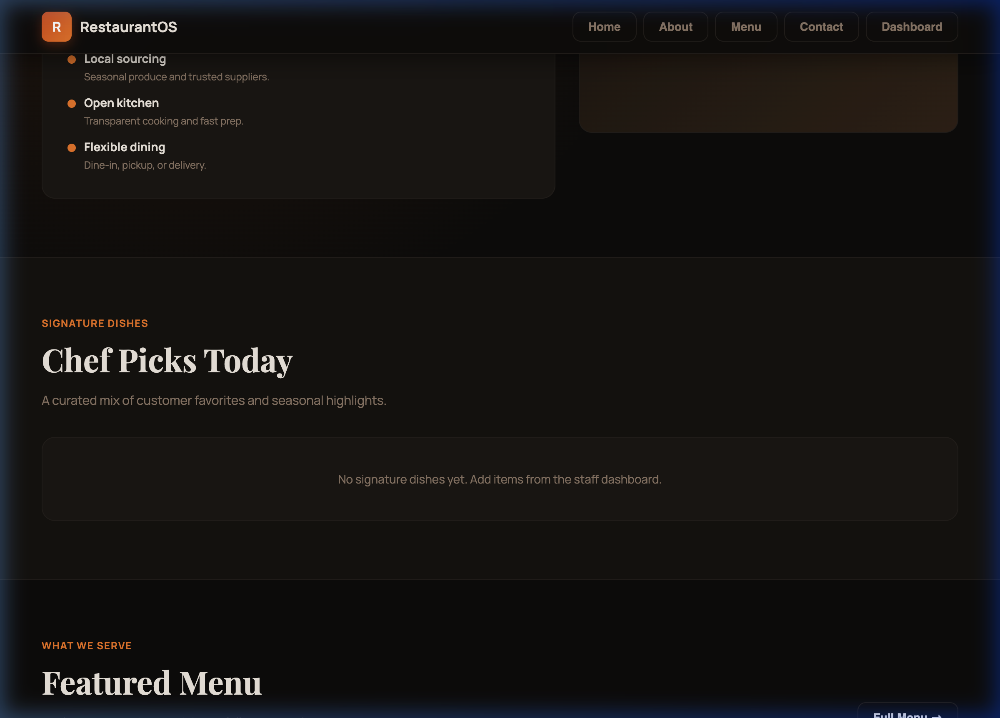 R
RestaurantOS
Home
About
Menu
Contact
Dashboard
Local sourcing
Seasonal produce and trusted suppliers.
Open kitchen
Transparent cooking and fast prep.
Flexible dining
Dine-in, pickup, or delivery.
SIGNATURE DISHES
Chef Picks Today
A curated mix of customer favorites and seasonal highlights.
No signature dishes yet. Add items from the staff dashboard.
WHAT WE SERVE
Featured Menu
Full Menu →